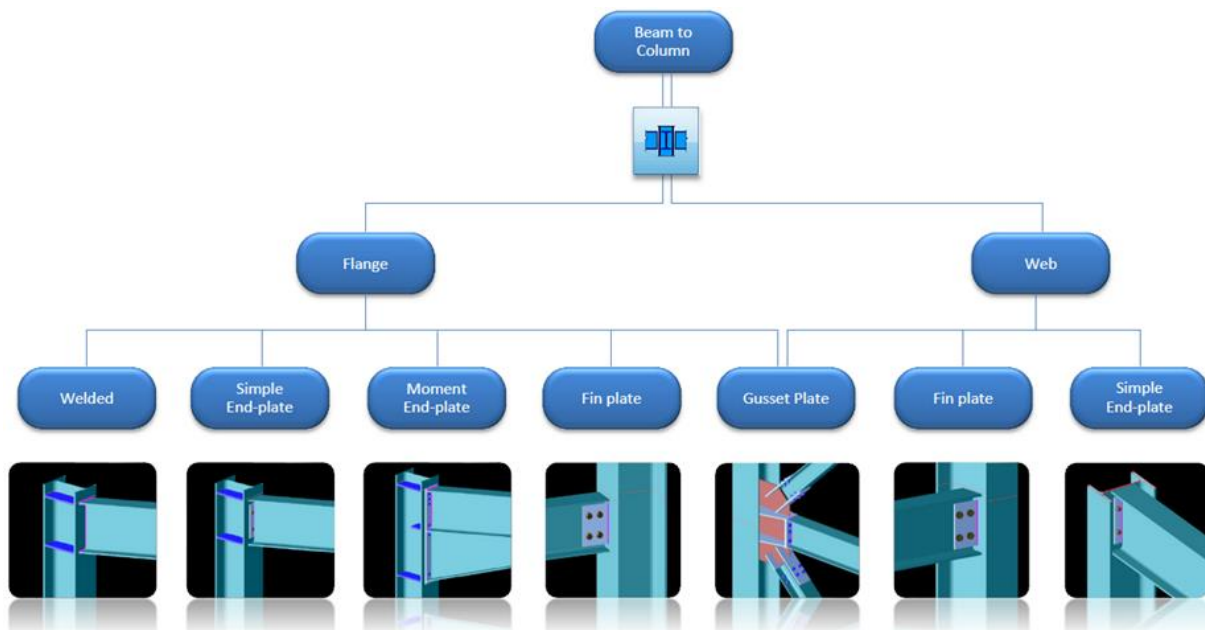 Beam to
Column
Flange
Web
Welded
Simple
End-plate
Moment
End-plate
Fin plate
Gusset Plate
Fin plate
Simple
End-plate